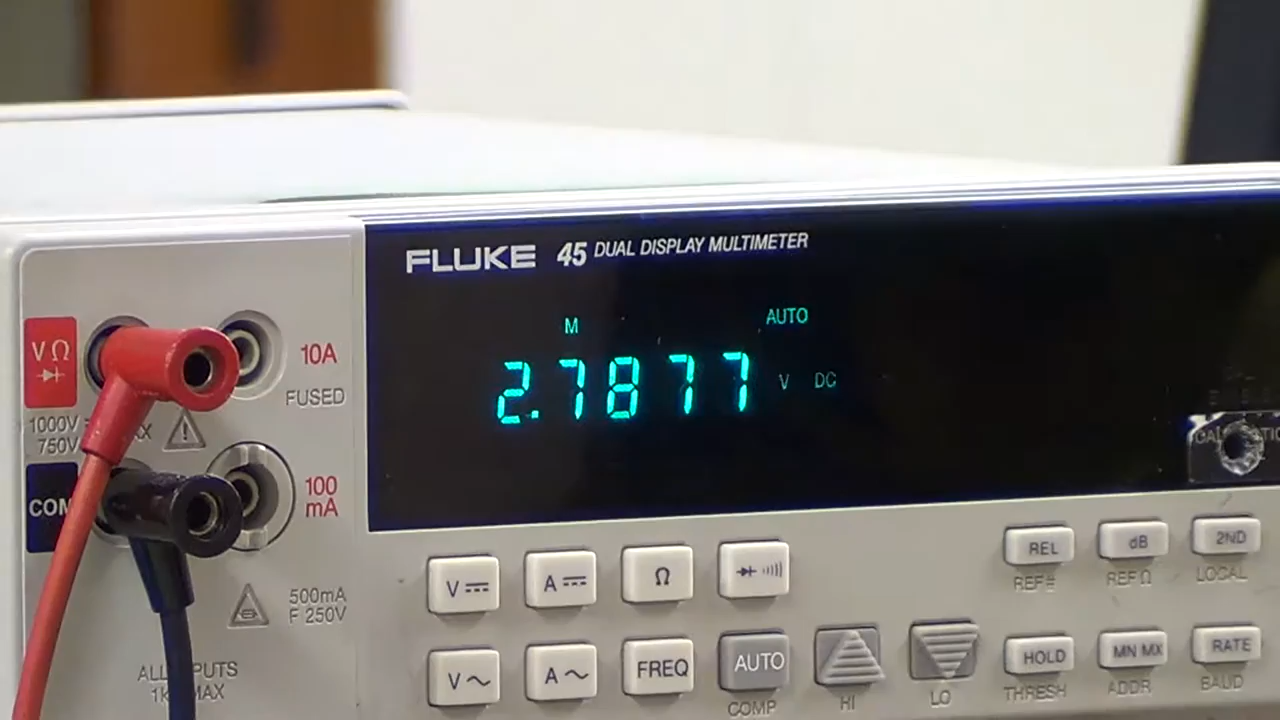 FLUKE 45 DUAL DISPLAY MULTIMETER
M AUTO
2.7877 V DC
VΩ
10A
FUSED
1000V
750V
COM
100
mA
500mA
F 250V
V A Ω
REL dB 2ND
REF# REFΩ LOCAL
V A FREQ AUTO HOLD MN MX RATE
COMP HI LO THRESH ADDR BAUD